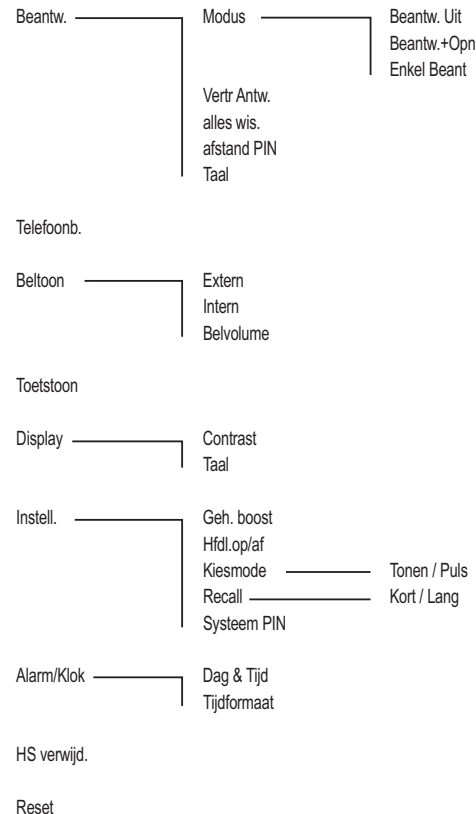 Beantw. Modus Beantw. Uit
Beantw.+Opn
Enkel Beant
Vertr Antw.
alles wis.
afstand PIN
Taal
Telefoonb.
Beltoon Extern
Intern
Belvolume
Toetstoon
Display Contrast
Taal
Instell. Geh. boost
Hfdl.op/af
Kiesmode Tonen / Puls
Recall Kort / Lang
Systeem PIN
Alarm/Klok Dag & Tijd
Tijdformaat
HS verwijd.
Reset